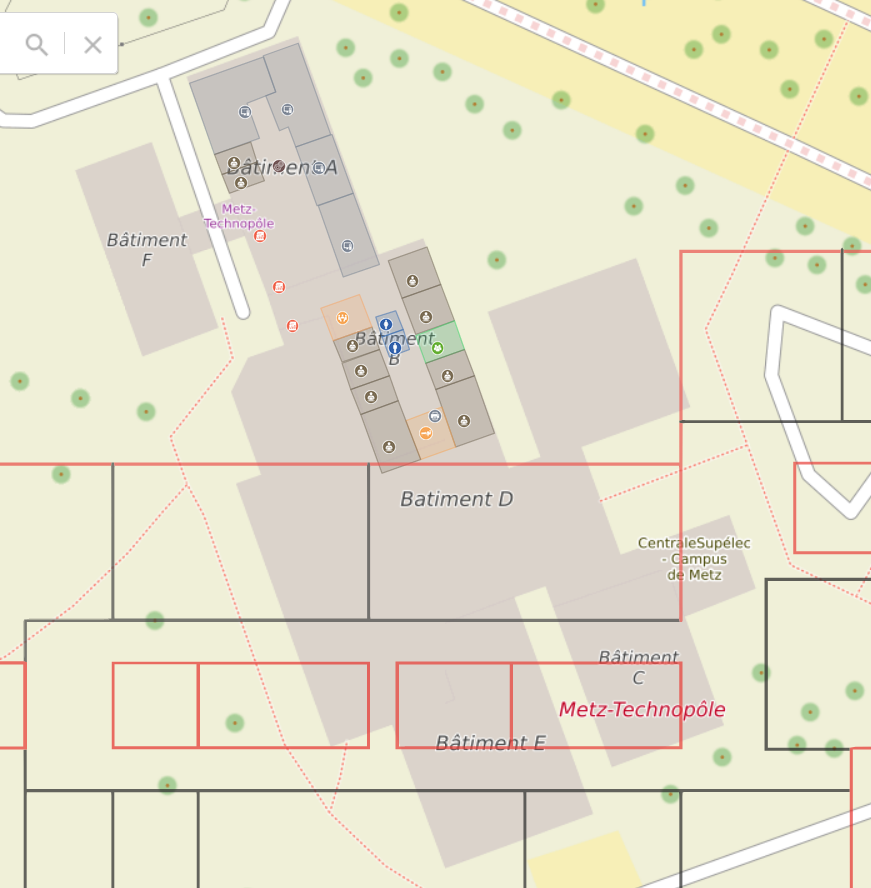 Bâtiment A
Metz-
Technopôle
Bâtiment
F
Bâtiment
B
Batiment D
CentraleSupélec
- Campus
de Metz
Bâtiment
C
Metz-Technopôle
Bâtiment E